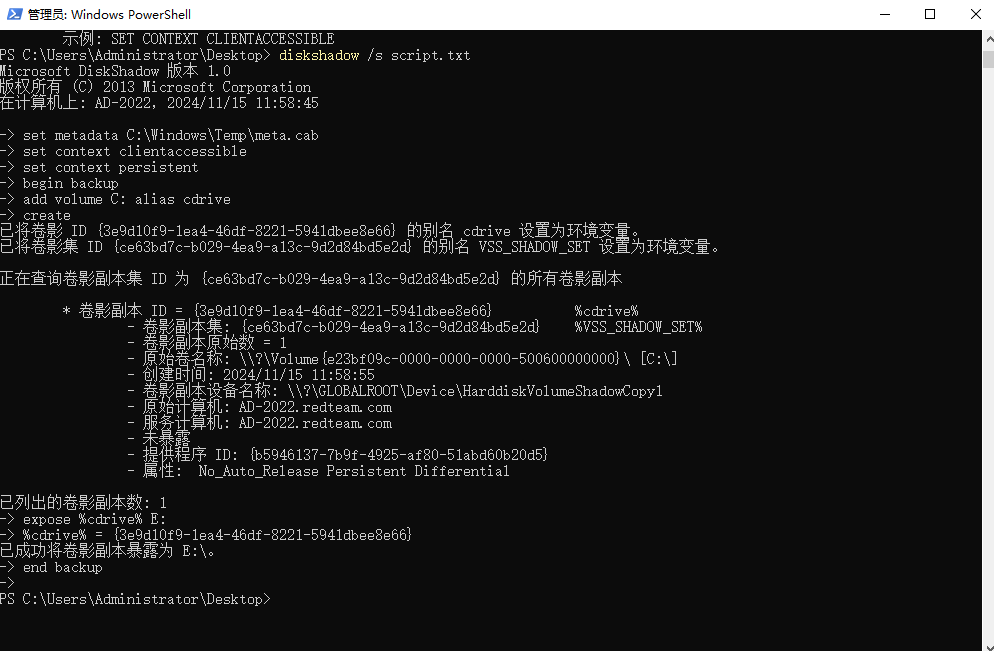 管理员: Windows PowerShell
示例: SET CONTEXT CLIENTACCESSIBLE
PS C:\Users\Administrator\Desktop> diskshadow /s script.txt
Microsoft DiskShadow 版本 1.0
版权所有 (C) 2013 Microsoft Corporation
在计算机上: AD-2022, 2024/11/15 11:58:45
-> set metadata C:\Windows\Temp\meta.cab
-> set context clientaccessible
-> set context persistent
-> begin backup
-> add volume C: alias cdrive
-> create
已将卷影 ID {3e9d10f9-1ea4-46df-8221-5941dbee8e66} 的别名 cdrive 设置为环境变量。
已将卷影集 ID {ce63bd7c-b029-4ea9-a13c-9d2d84bd5e2d} 的别名 VSS_SHADOW_SET 设置为环境变量。
正在查询卷影副本集 ID 为 {ce63bd7c-b029-4ea9-a13c-9d2d84bd5e2d} 的所有卷影副本
* 卷影副本 ID = {3e9d10f9-1ea4-46df-8221-5941dbee8e66} %cdrive%
- 卷影副本集: {ce63bd7c-b029-4ea9-a13c-9d2d84bd5e2d} %VSS_SHADOW_SET%
- 卷影副本原始数 = 1
- 原始卷名称: \\?\Volume{e23bf09c-0000-0000-0000-500600000000}\ [C:\]
- 创建时间: 2024/11/15 11:58:55
- 卷影副本设备名称: \\?\GLOBALROOT\Device\HarddiskVolumeShadowCopy1
- 原始计算机: AD-2022.redteam.com
- 服务计算机: AD-2022.redteam.com
- 未暴露
- 提供程序 ID: {b5946137-7b9f-4925-af80-51abd60b20d5}
- 属性: No_Auto_Release Persistent Differential
已列出的卷影副本数: 1
-> expose %cdrive% E:
-> %cdrive% = {3e9d10f9-1ea4-46df-8221-5941dbee8e66}
已成功将卷影副本暴露为 E:\。
-> end backup
->
PS C:\Users\Administrator\Desktop>